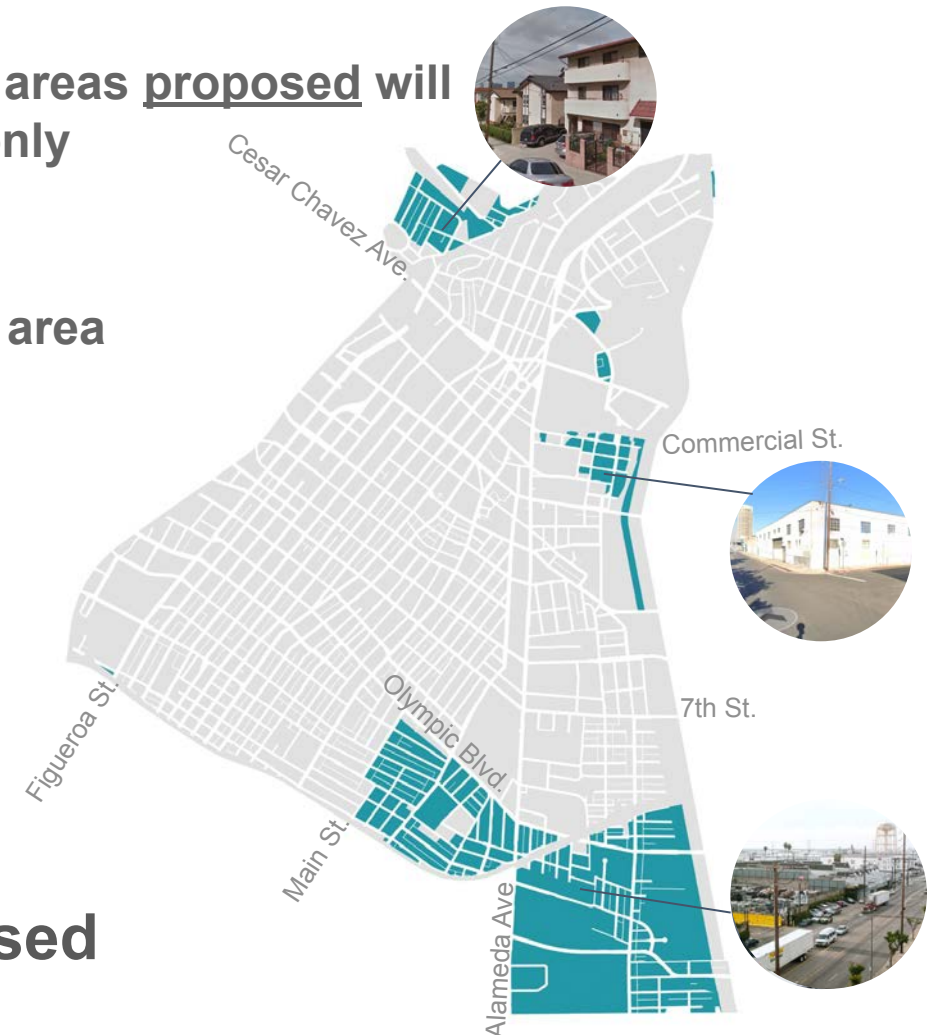 areas proposed will
nly
Cesar Chavez Ave.
area
Commercial St.
7th St.
Olympic Blvd.
Figueroa St.
Main St.
Alameda Ave
sed